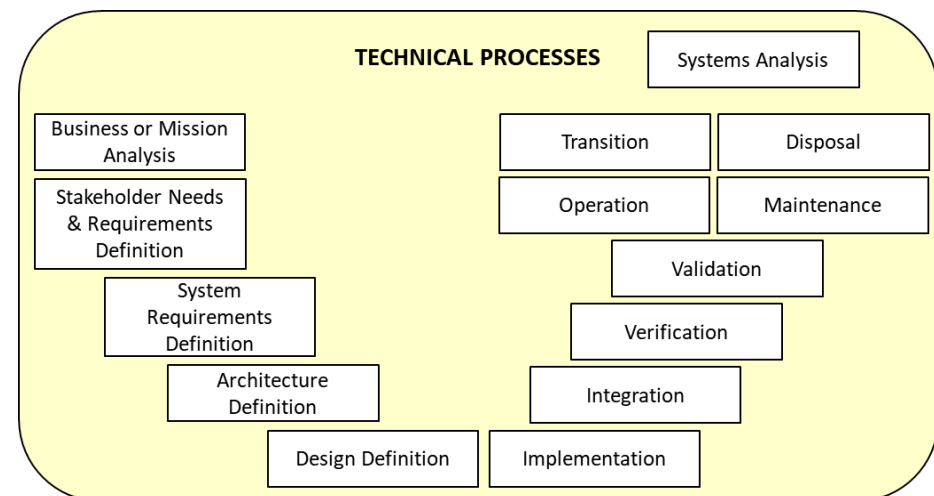 TECHNICAL PROCESSES
Systems Analysis
Business or Mission
Analysis
Stakeholder Needs
& Requirements
Definition
System
Requirements
Definition
Architecture
Definition
Design Definition
Transition
Disposal
Operation
Maintenance
Validation
Verification
Integration
Implementation